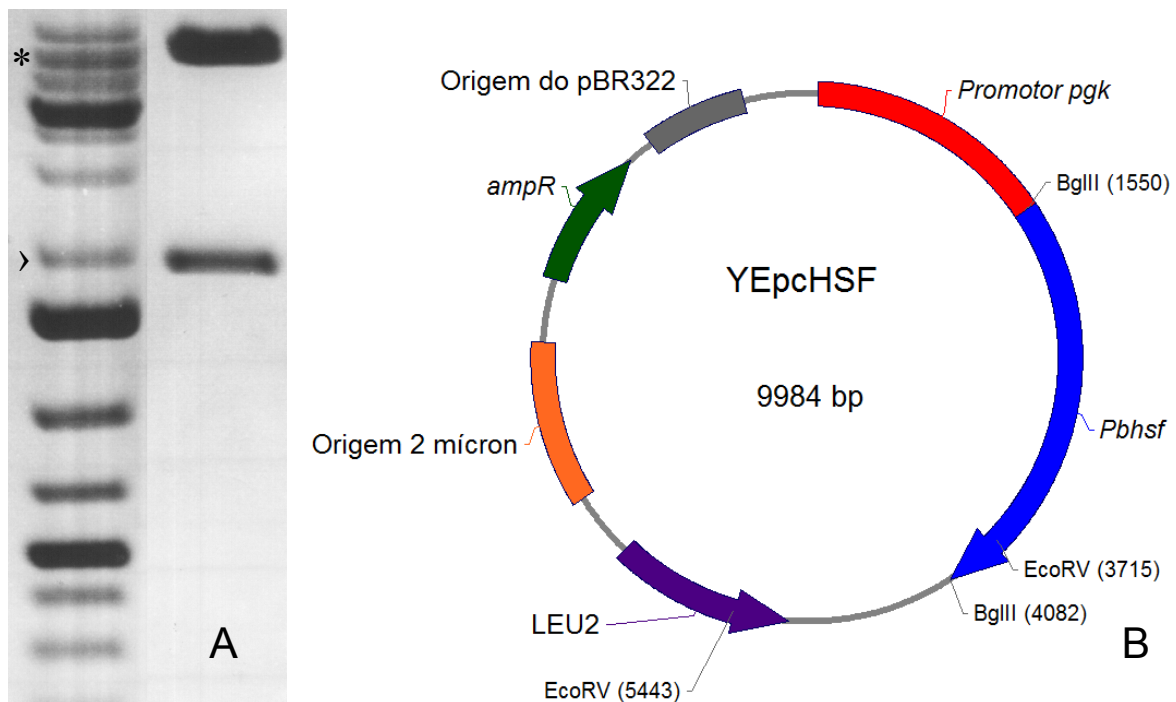 *
›
A
Origem do pBR322
Promotor pgk
ampR
BglII (1550)
YEpcHSF
9984 bp
Origem 2 mícron
Pbhsf
EcoRV (3715)
LEU2
BglII (4082)
EcoRV (5443)
B